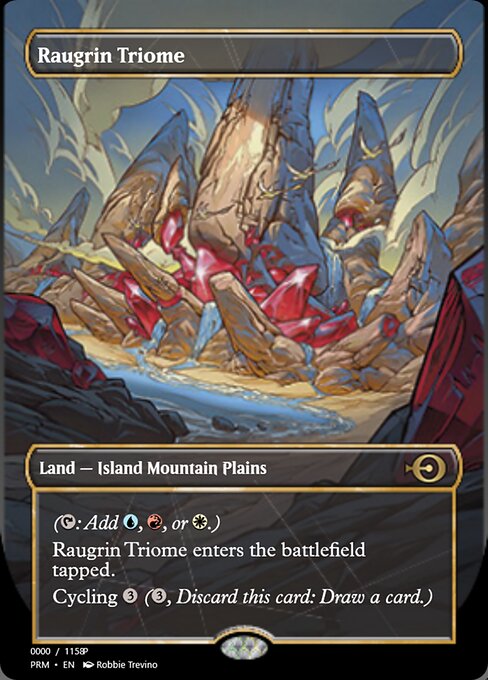 Raugrin Triome
Land — Island Mountain Plains
(: Add , , or .)
Raugrin Triome enters the battlefield
tapped.
Cycling 3 (3, Discard this card: Draw a card.)
0000 / 1158P
PRM • EN Robbie Trevino